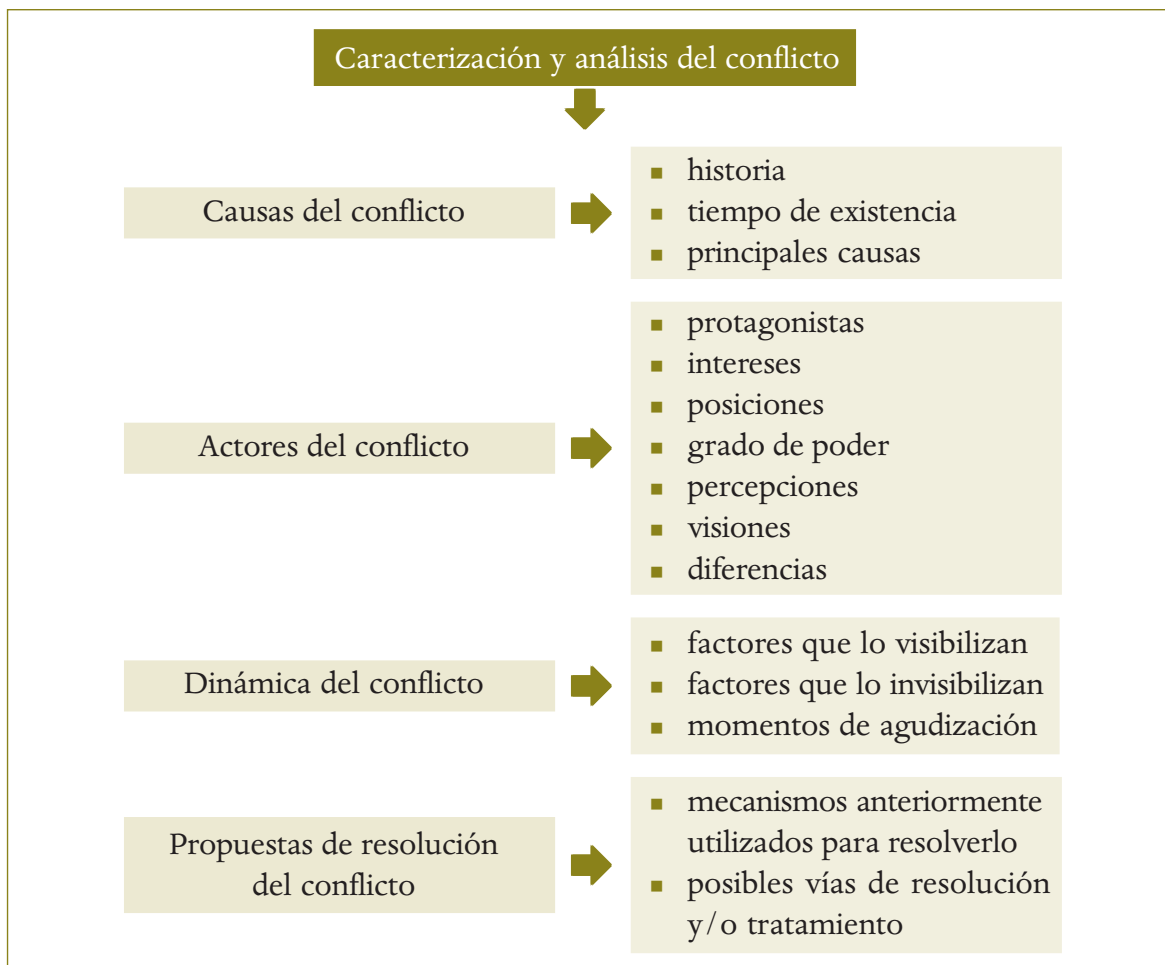 Caracterización y análisis del conflicto
Causas del conflicto
▪ historia
▪ tiempo de existencia
▪ principales causas
Actores del conflicto
▪ protagonistas
▪ intereses
▪ posiciones
▪ grado de poder
▪ percepciones
▪ visiones
▪ diferencias
Dinámica del conflicto
▪ factores que lo visibilizan
▪ factores que lo invisibilizan
▪ momentos de agudización
Propuestas de resolución
del conflicto
▪ mecanismos anteriormente
utilizados para resolverlo
▪ posibles vías de resolución
y/o tratamiento